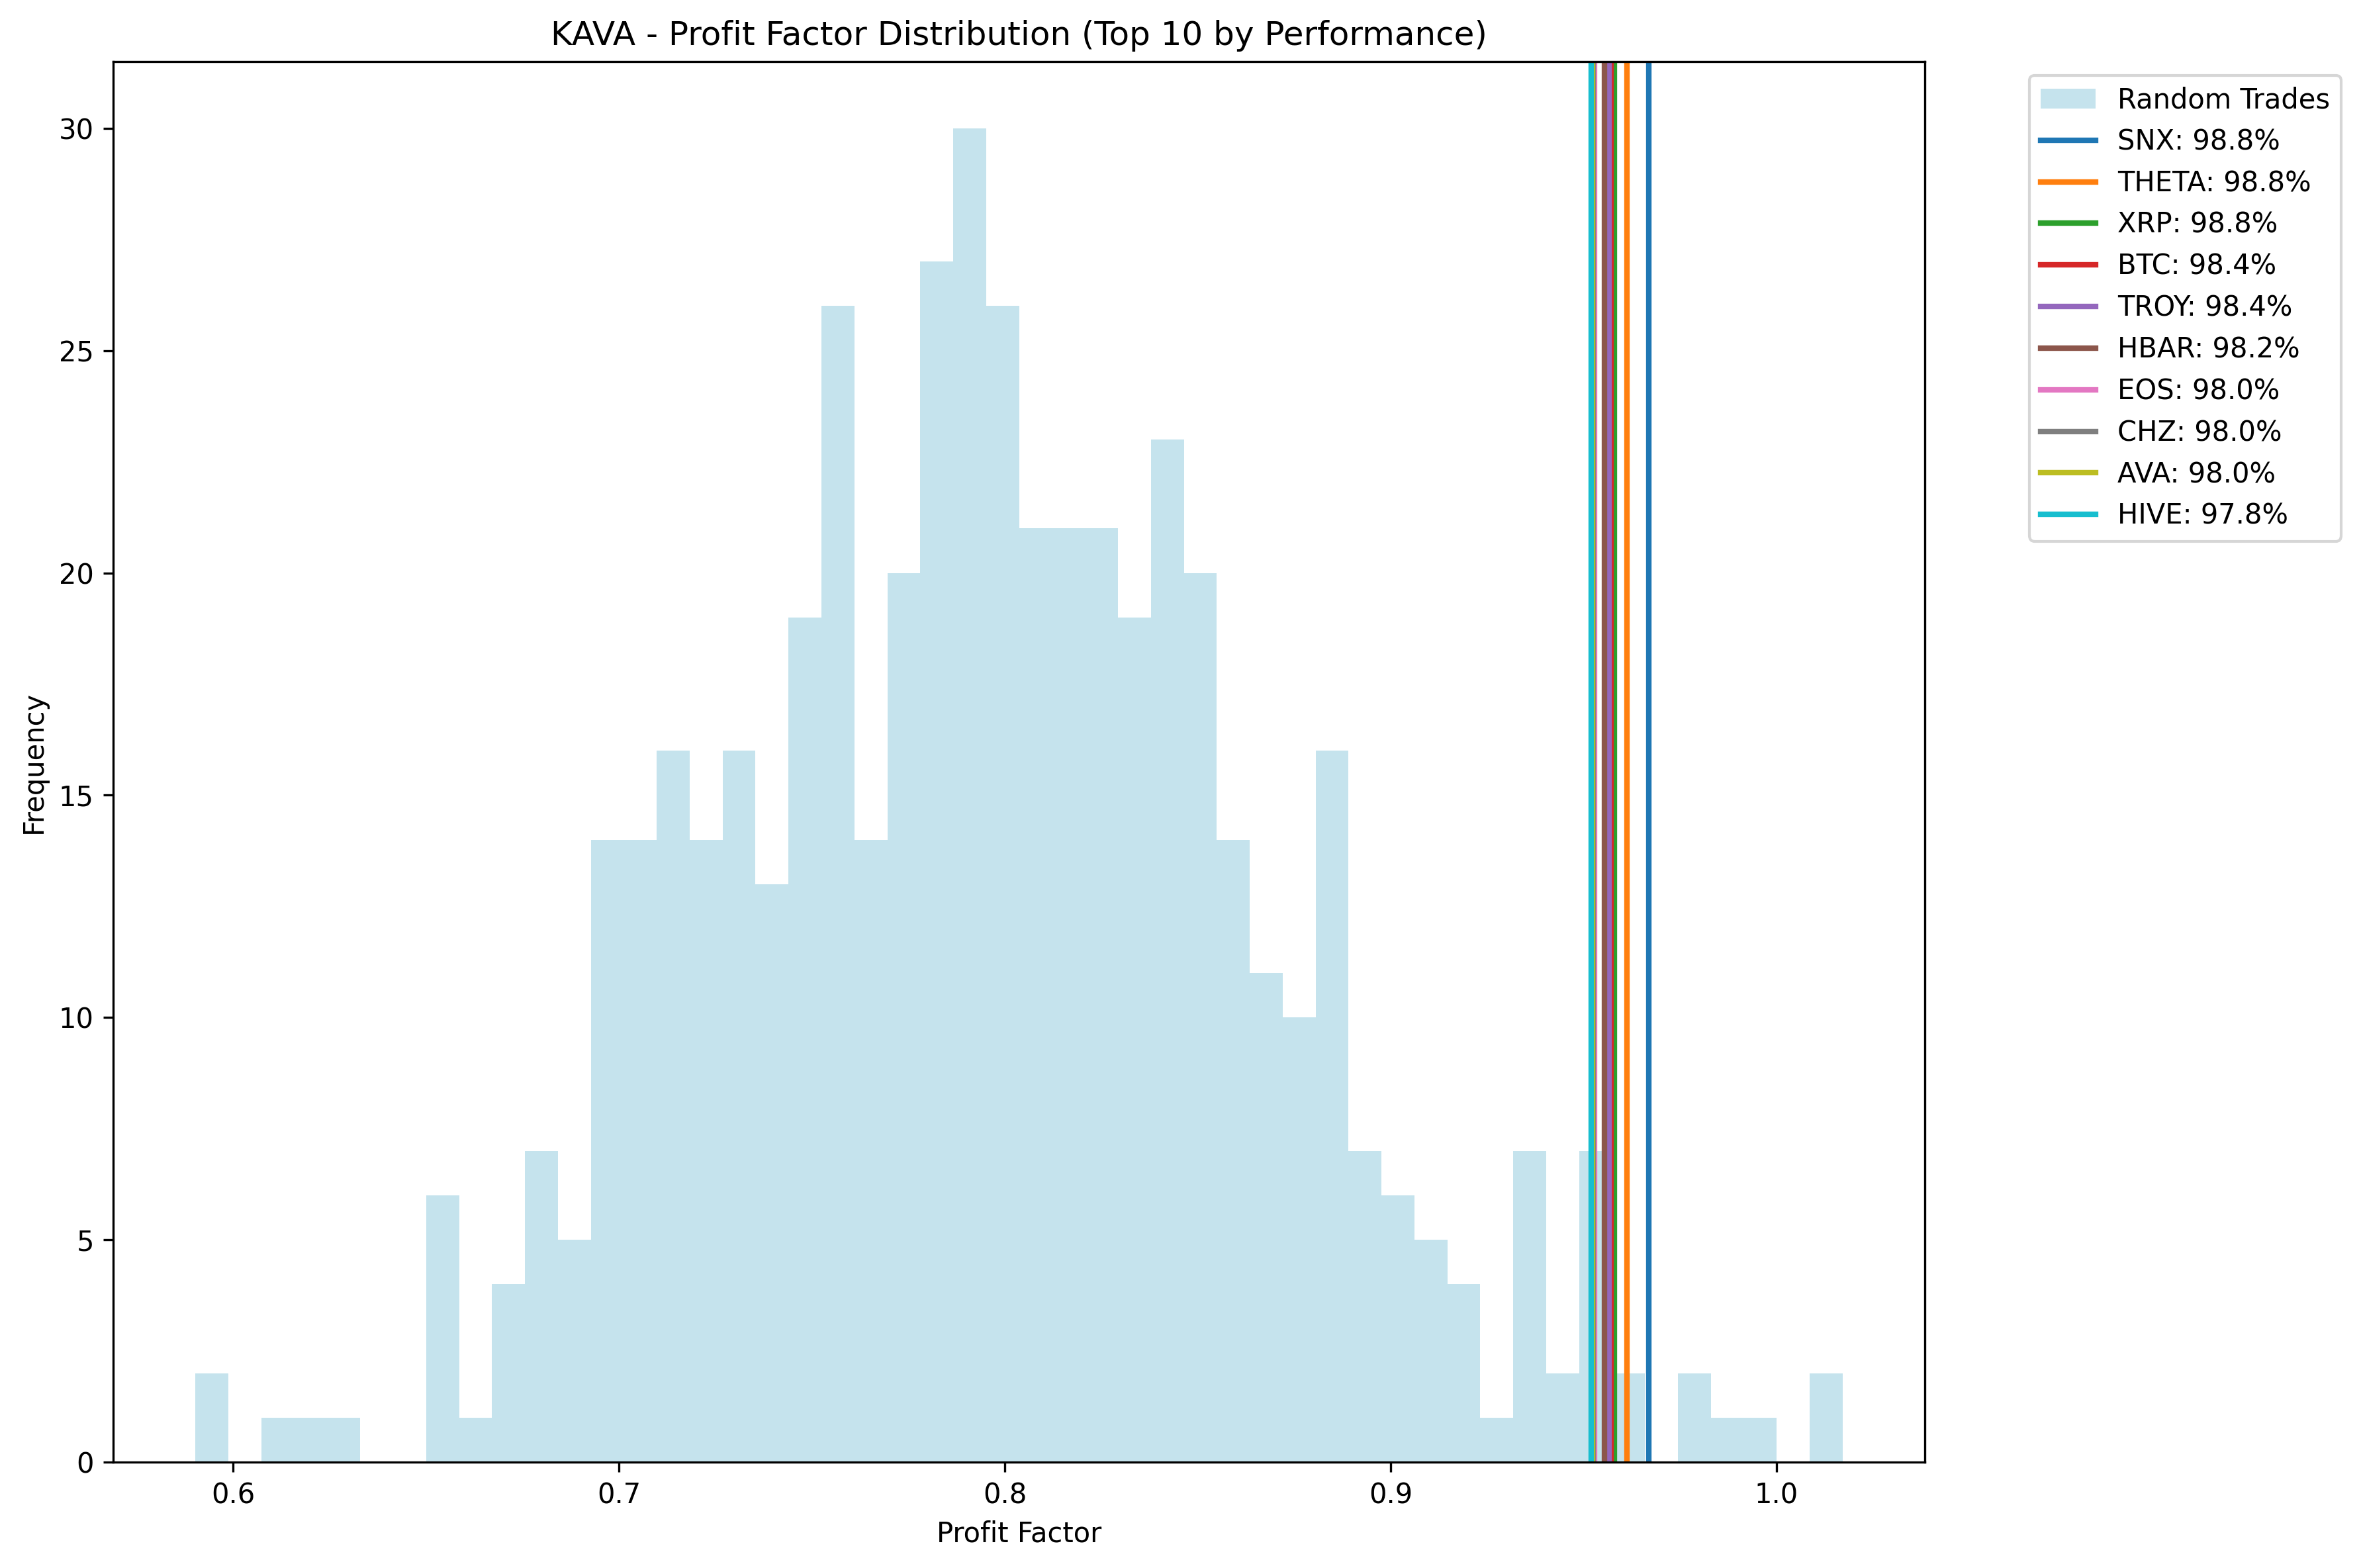 KAVA - Profit Factor Distribution (Top 10 by Performance)
Random Trades
SNX: 98.8%
THETA: 98.8%
XRP: 98.8%
BTC: 98.4%
TROY: 98.4%
HBAR: 98.2%
EOS: 98.0%
CHZ: 98.0%
AVA: 98.0%
HIVE: 97.8%
Frequency
30
25
20
15
10
5
0
0.6 0.7 0.8 0.9 1.0
Profit Factor